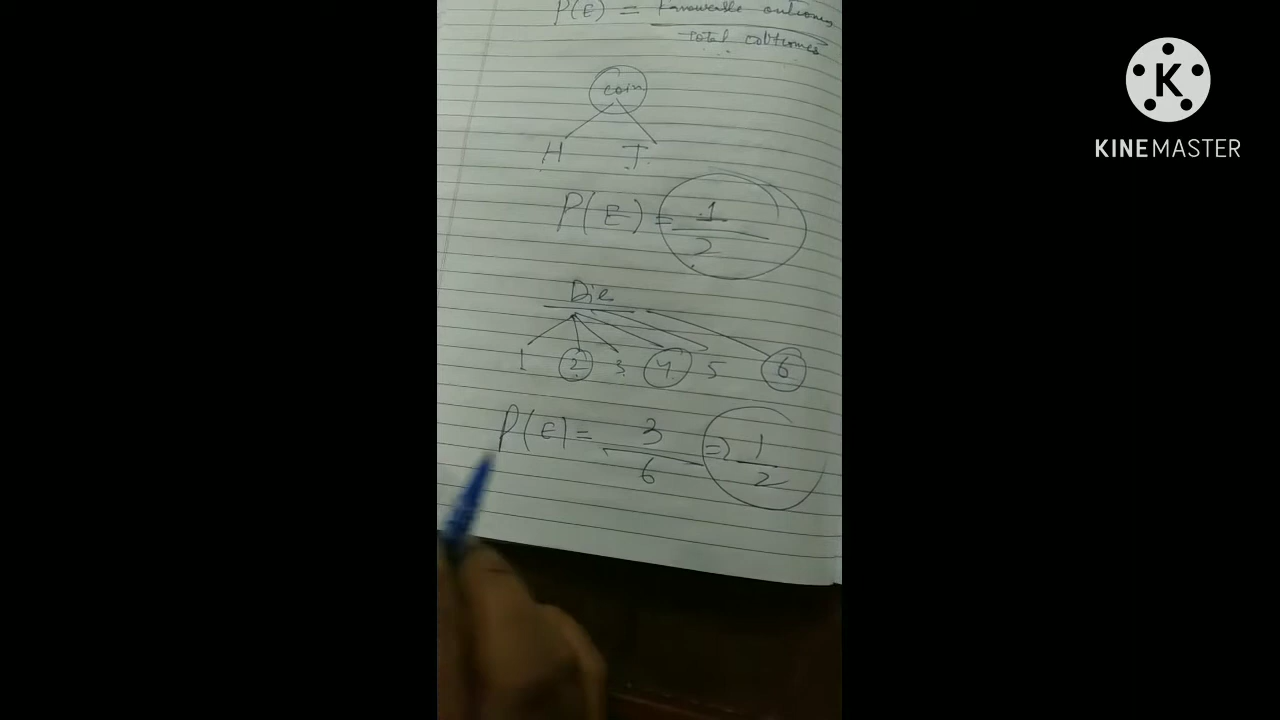 P(E) = Favourable outcomes
Total outcomes
coin
H T
P(E) = 1
2
Die
1 2 3 4 5 6
P(E) = 3 => 1
6 2
K
KINEMASTER